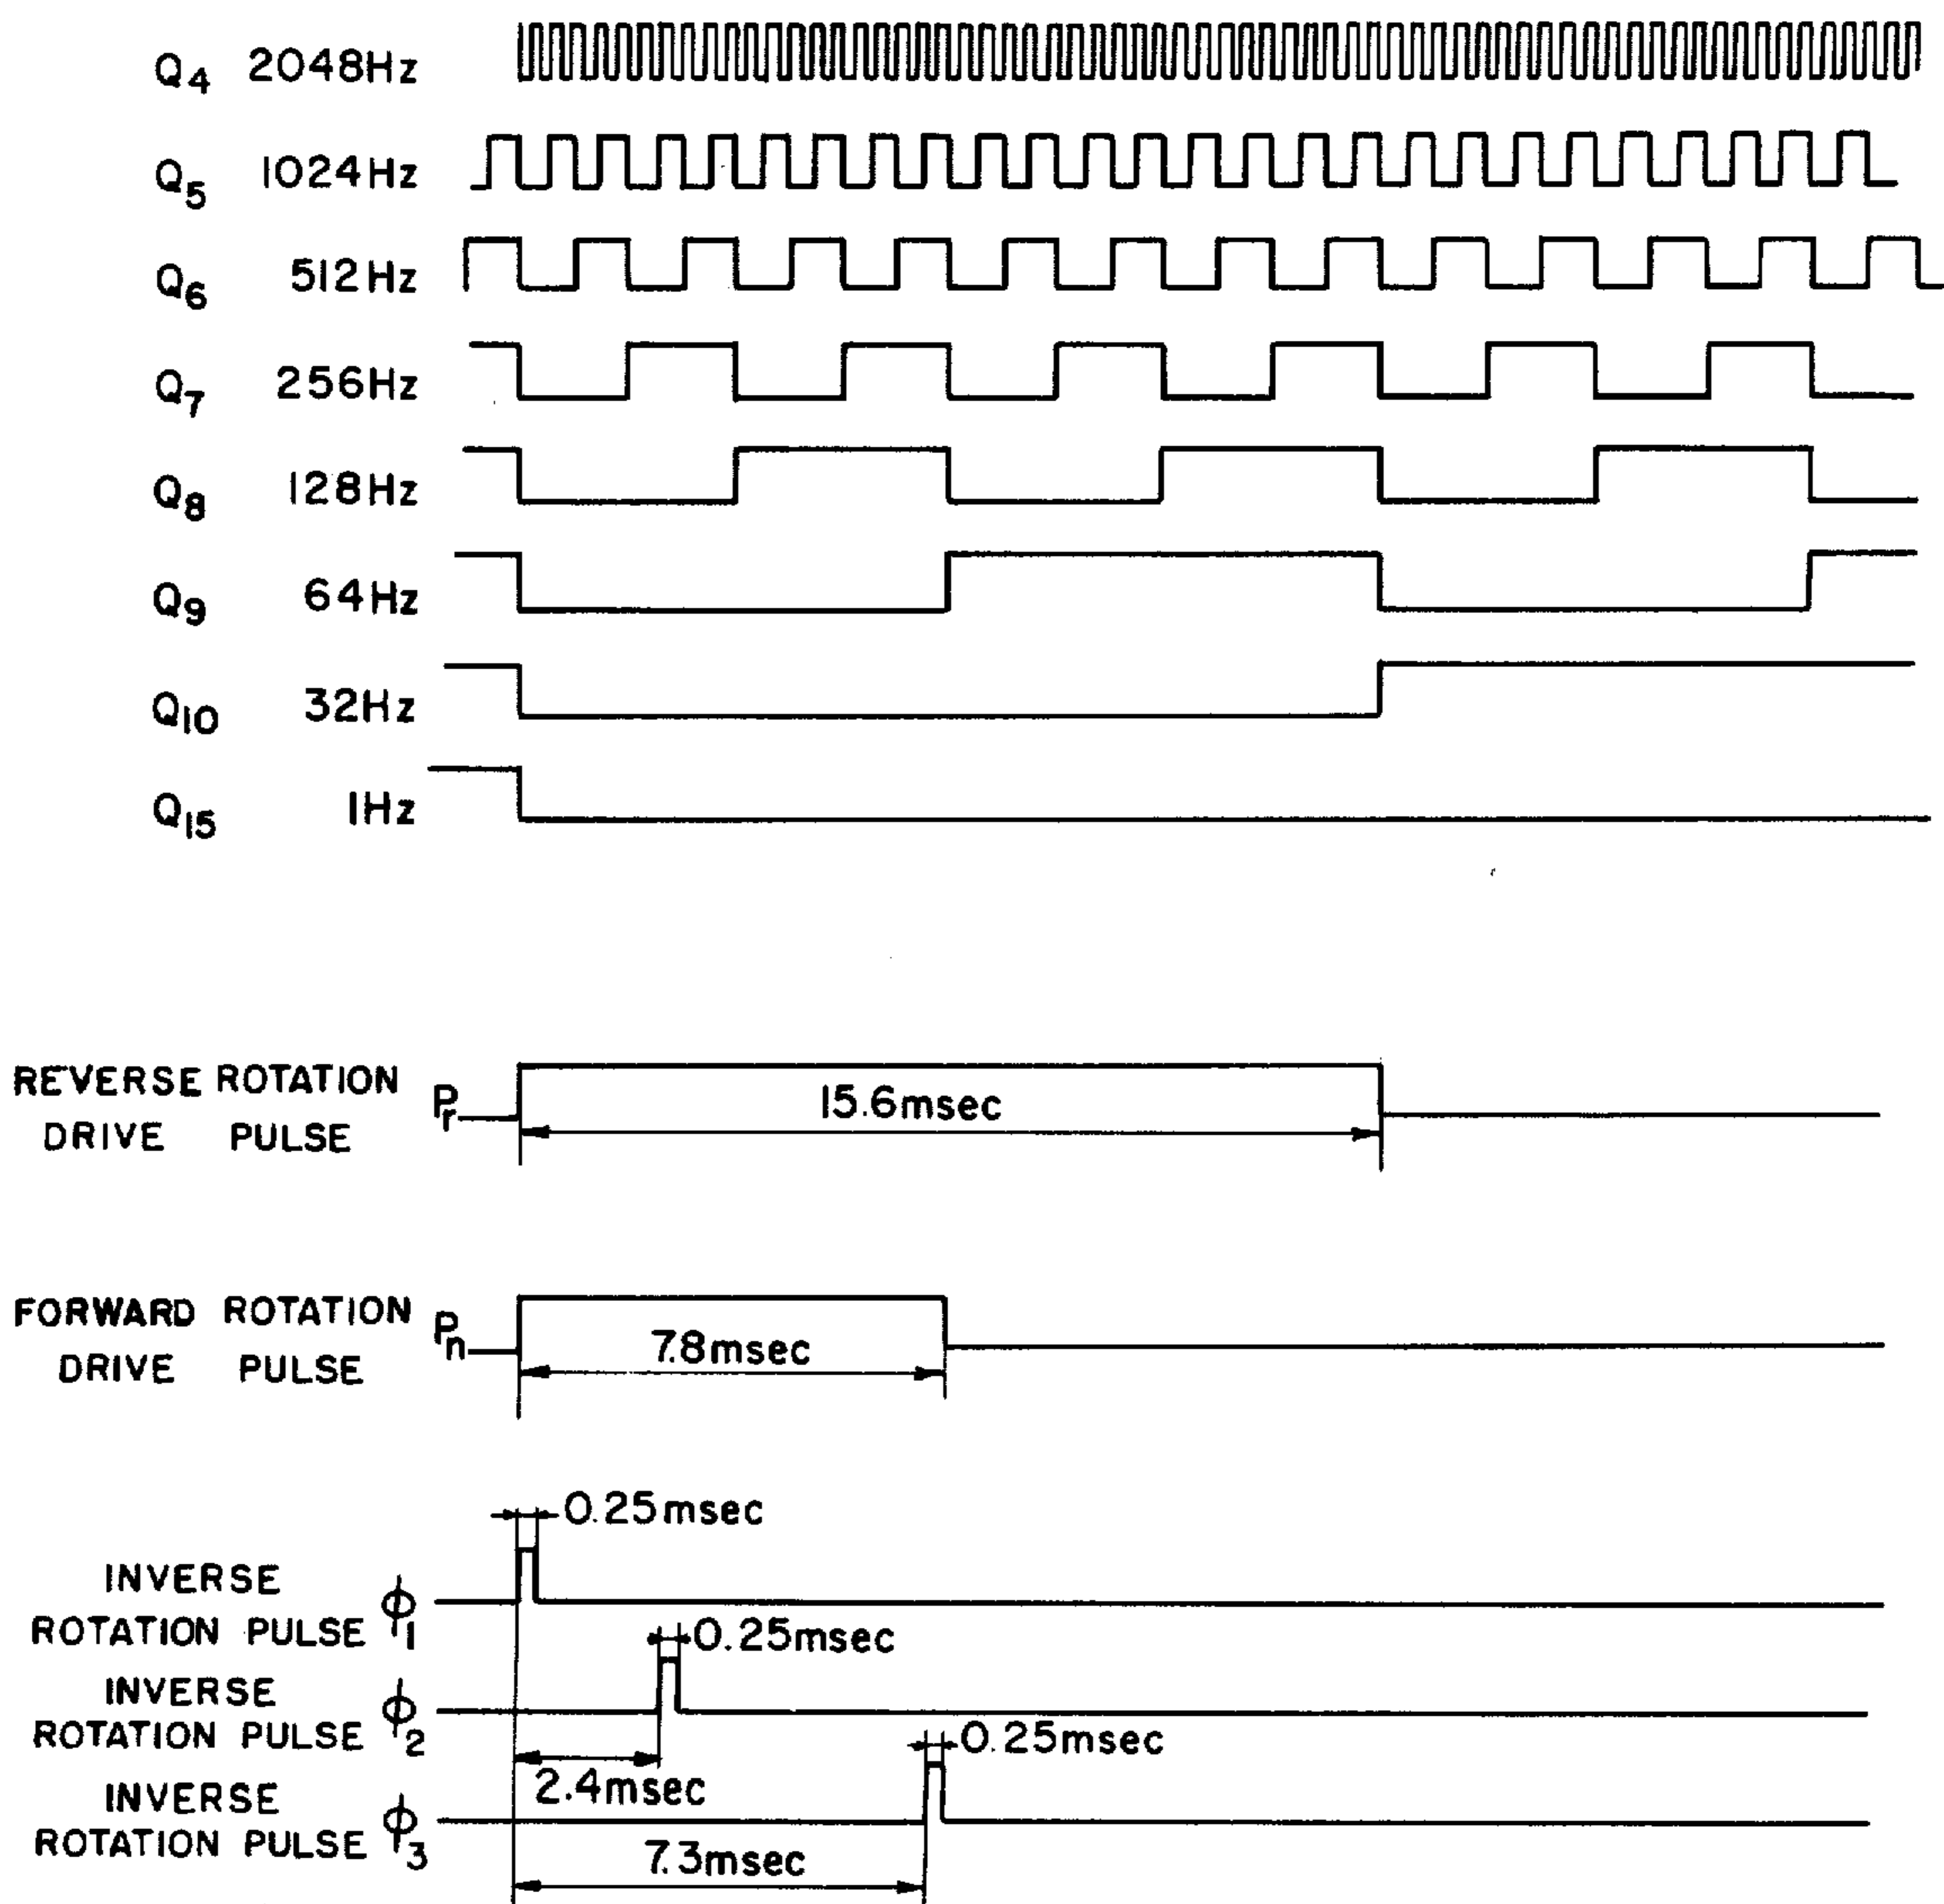 Q4 2048Hz
Q5 1024Hz
Q6 512Hz
Q7 256Hz
Q8 128Hz
Q9 64Hz
Q10 32Hz
Q15 1Hz
REVERSE ROTATION
DRIVE PULSE
Pr
15.6msec
FORWARD ROTATION
DRIVE PULSE
Pn
7.8msec
0.25msec
INVERSE
ROTATION PULSE ϕ1
0.25msec
INVERSE
ROTATION PULSE ϕ2
0.25msec
2.4msec
INVERSE
ROTATION PULSE ϕ3
7.3msec